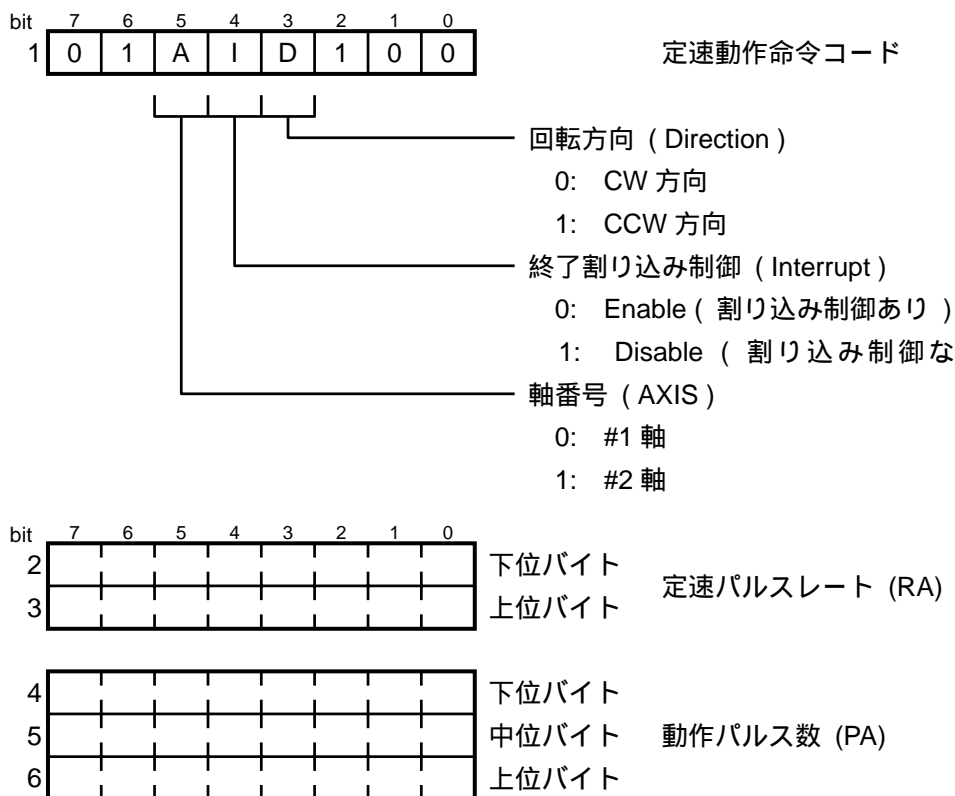 bit 7 6 5 4 3 2 1 0
1 0 1 A I D 1 0 0 定速動作命令コード
回転方向 ( Direction )
0: CW 方向
1: CCW 方向
終了割り込み制御 ( Interrupt )
0: Enable ( 割り込み制御あり )
1: Disable ( 割り込み制御な
軸番号 ( AXIS )
0: #1 軸
1: #2 軸
bit 7 6 5 4 3 2 1 0
2 下位バイト
定速パルスレート (RA)
3 上位バイト
4 下位バイト
5 中位バイト 動作パルス数 (PA)
6 上位バイト